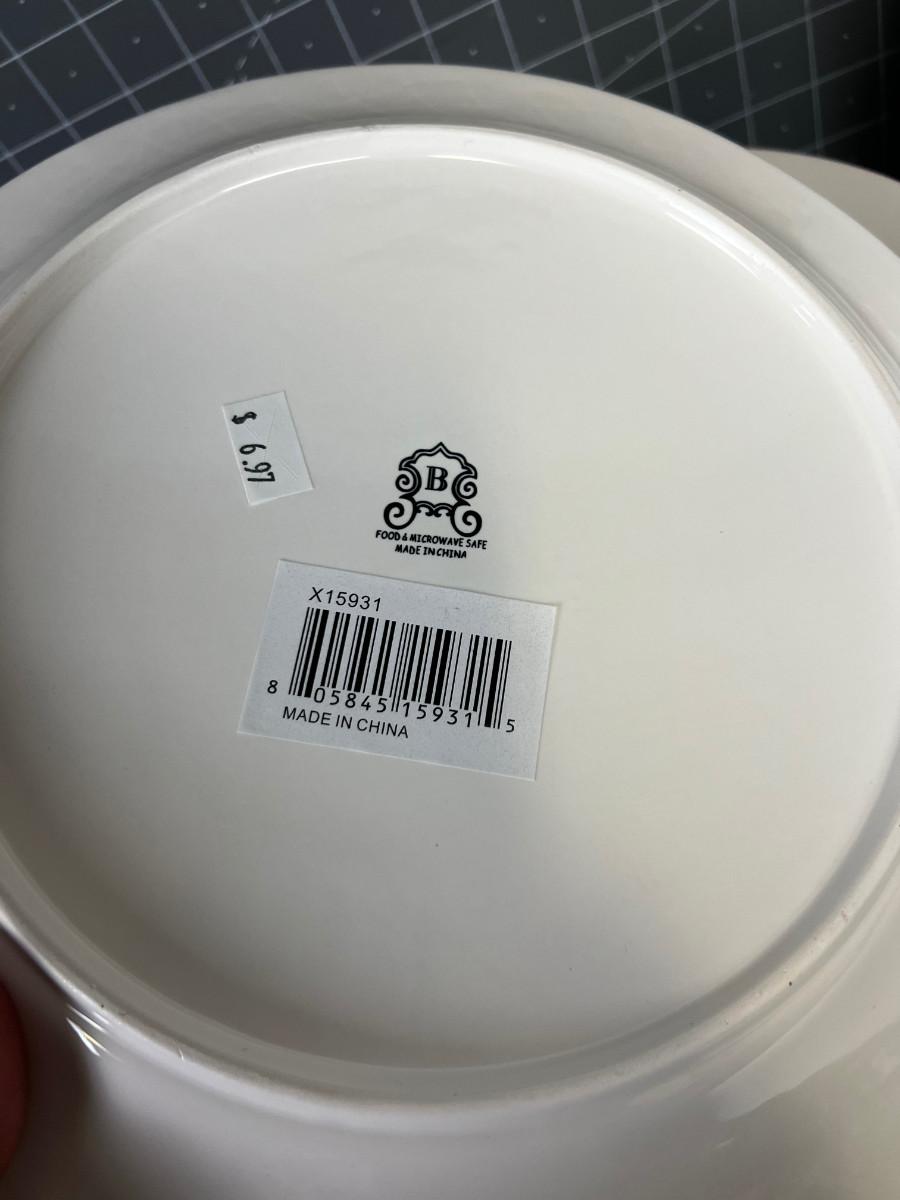 $ 6.97
B
FOOD & MICROWAVE SAFE
MADE IN CHINA
X15931
8 05845 15931 5
MADE IN CHINA